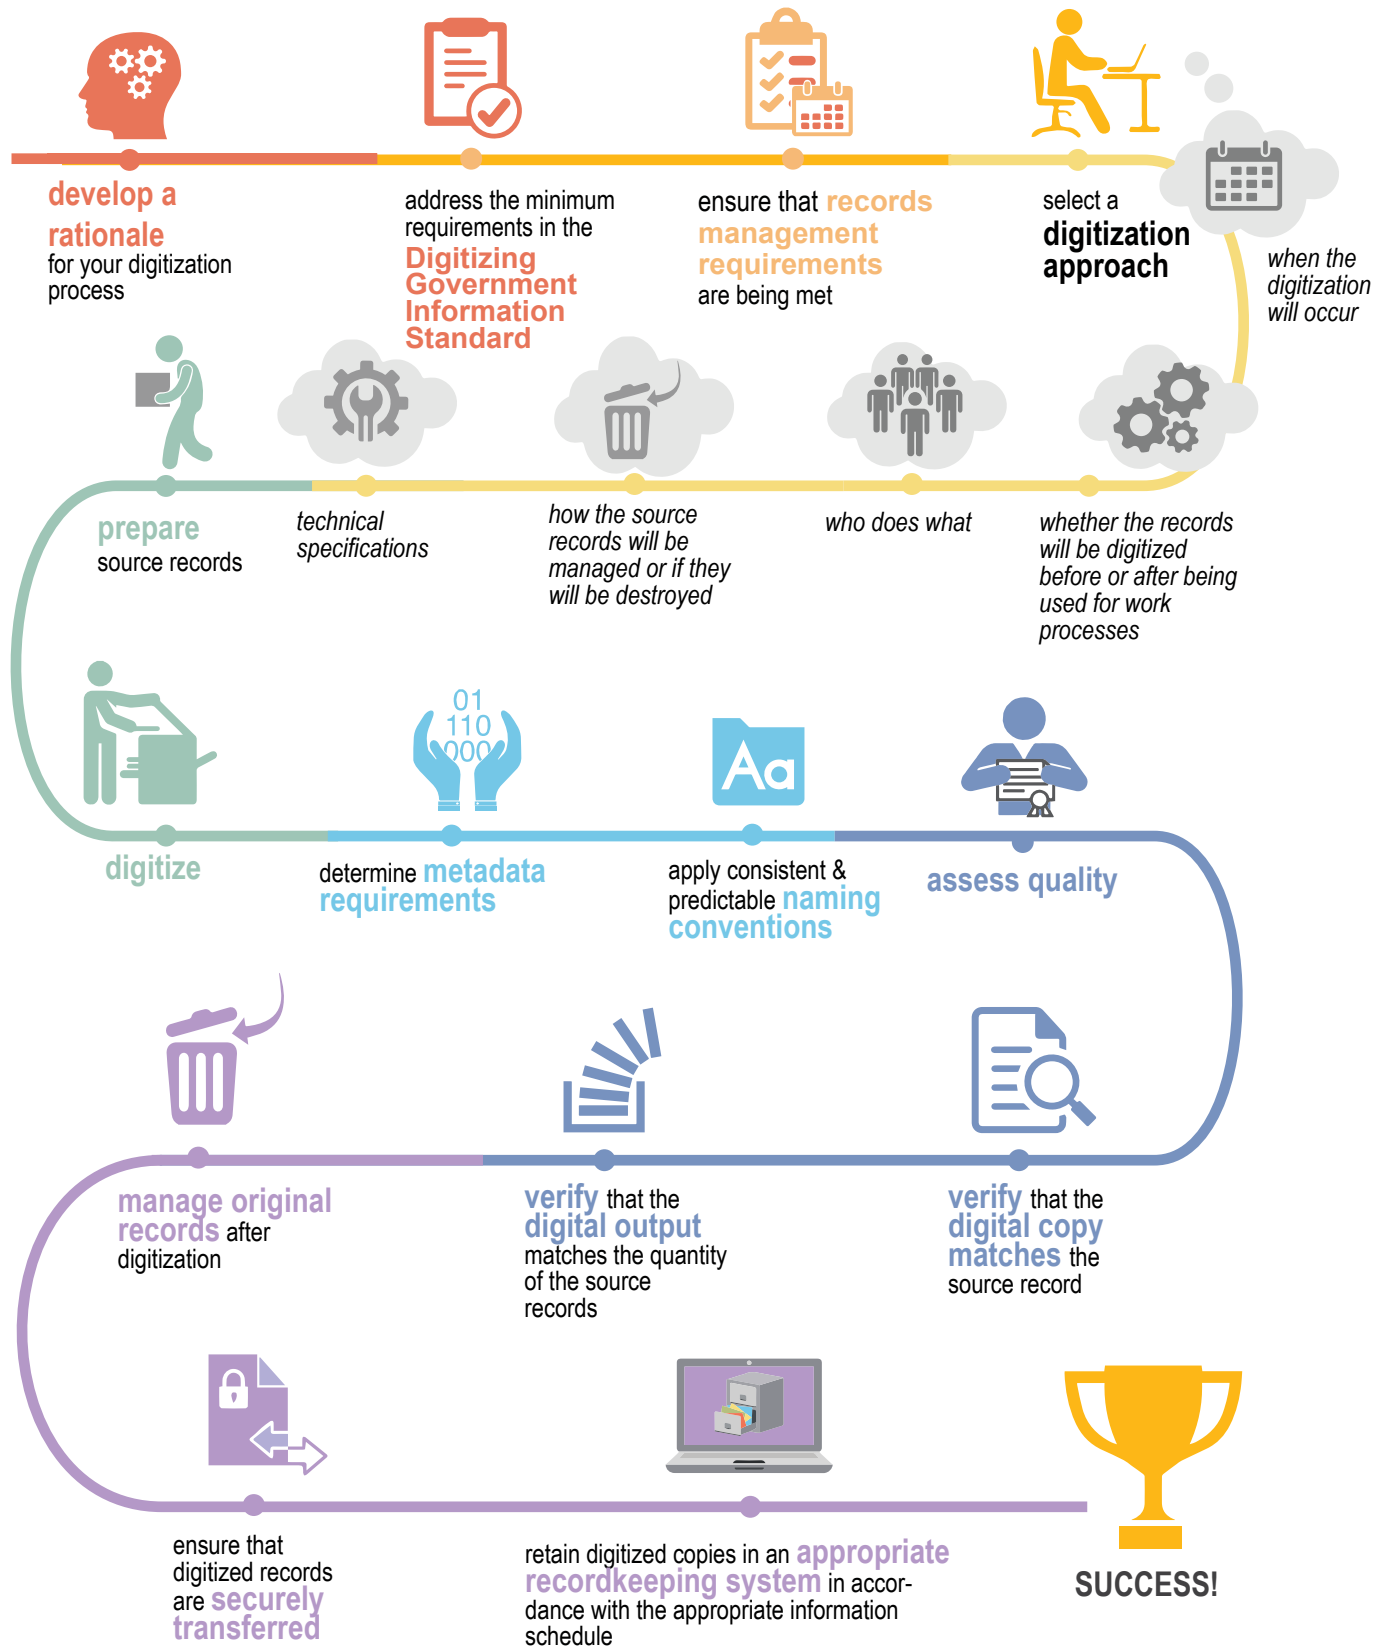 develop a
rationale
for your digitization
process
address the minimum
requirements in the
Digitizing
Government
Information
Standard
ensure that records
management
requirements
are being met
select a
digitization
approach
when the
digitization
will occur
whether the records
will be digitized
before or after being
used for work
processes
who does what
how the source
records will be
managed or if they
will be destroyed
technical
specifications
prepare
source records
digitize
01
110
000
determine metadata
requirements
Aa
apply consistent &
predictable naming
conventions
assess quality
verify that the
digital copy
matches the
source record
verify that the
digital output
matches the quantity
of the source
records
manage original
records after
digitization
ensure that
digitized records
are securely
transferred
retain digitized copies in an appropriate
recordkeeping system in accor-
dance with the appropriate information
schedule
SUCCESS!